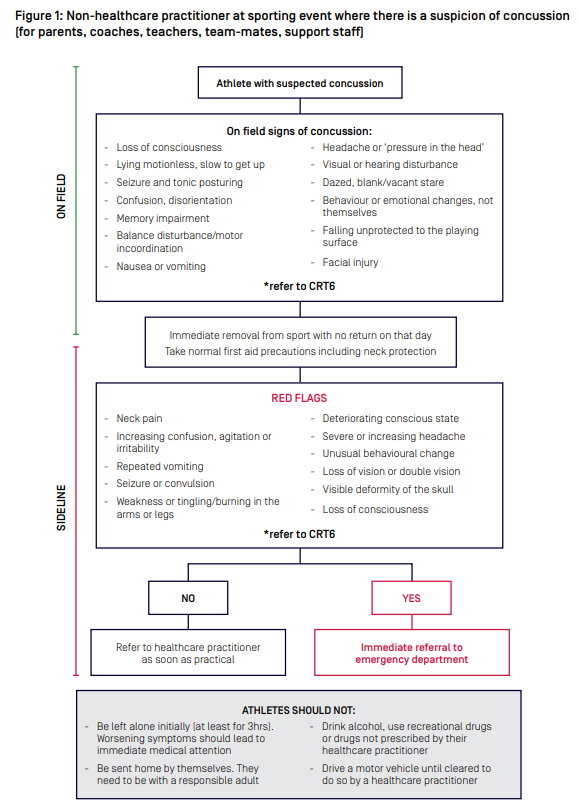 Figure 1: Non-healthcare practitioner at sporting event where there is a suspicion of concussion
(for parents, coaches, teachers, team-mates, support staff)
ON FIELD
Athlete with suspected concussion
On field signs of concussion:
- Loss of consciousness
- Lying motionless, slow to get up
- Seizure and tonic posturing
- Confusion, disorientation
- Memory impairment
- Balance disturbance/motor
incoordination
- Nausea or vomiting
- Headache or ‘pressure in the head’
- Visual or hearing disturbance
- Dazed, blank/vacant stare
- Behaviour or emotional changes, not
themselves
- Falling unprotected to the playing
surface
- Facial injury
*refer to CRT6
Immediate removal from sport with no return on that day
Take normal first aid precautions including neck protection
SIDELINE
RED FLAGS
- Neck pain
- Increasing confusion, agitation or
irritability
- Repeated vomiting
- Seizure or convulsion
- Weakness or tingling/burning in the
arms or legs
- Deteriorating conscious state
- Severe or increasing headache
- Unusual behavioural change
- Loss of vision or double vision
- Visible deformity of the skull
- Loss of consciousness
*refer to CRT6
NO
YES
Refer to healthcare practitioner
as soon as practical
Immediate referral to
emergency department
ATHLETES SHOULD NOT:
- Be left alone initially (at least for 3hrs).
Worsening symptoms should lead to
immediate medical attention
- Be sent home by themselves. They
need to be with a responsible adult
- Drink alcohol, use recreational drugs
or drugs not prescribed by their
healthcare practitioner
- Drive a motor vehicle until cleared to
do so by a healthcare practitioner